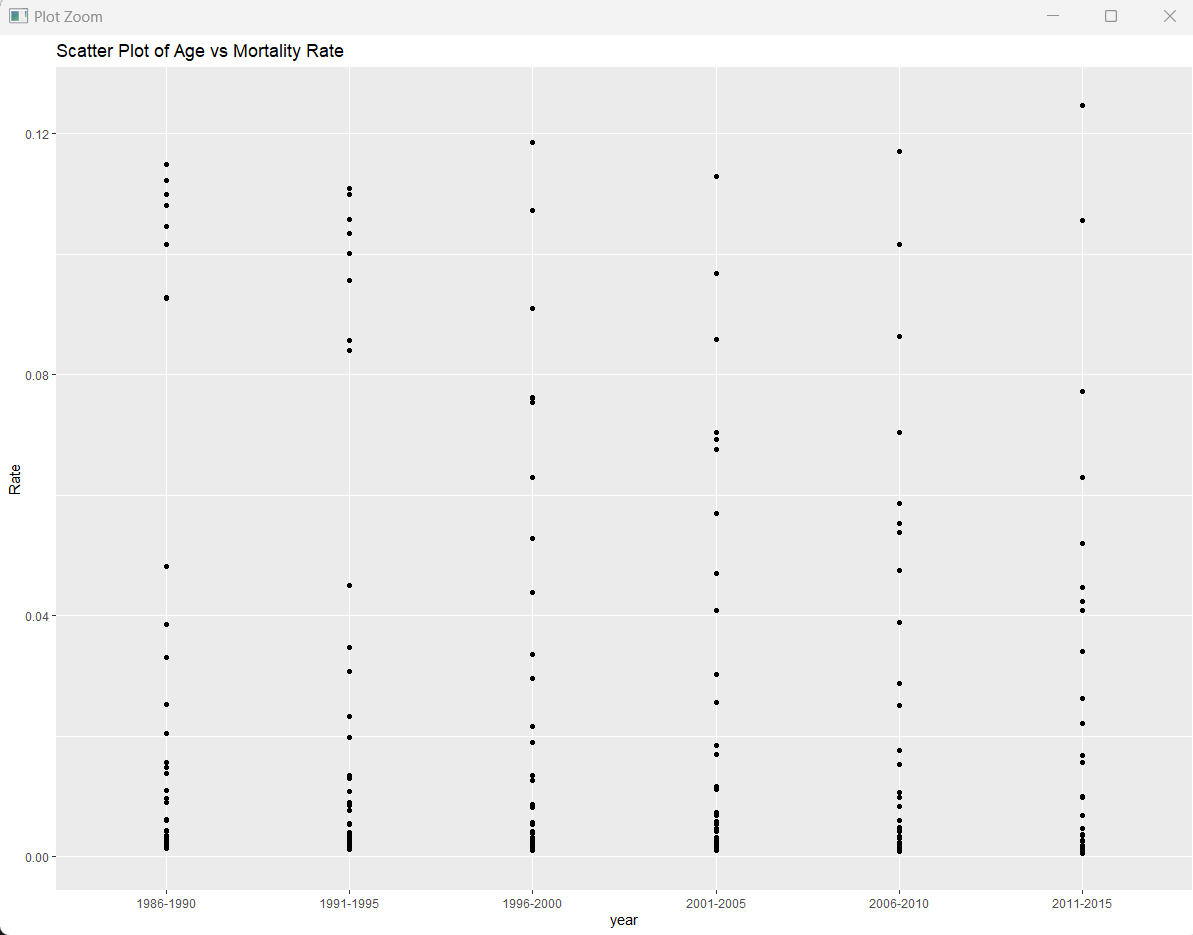 Plot Zoom
Scatter Plot of Age vs Mortality Rate
0.12
0.08
0.04
0.00
Rate
1986-1990 1991-1995 1996-2000 2001-2005 2006-2010 2011-2015
year